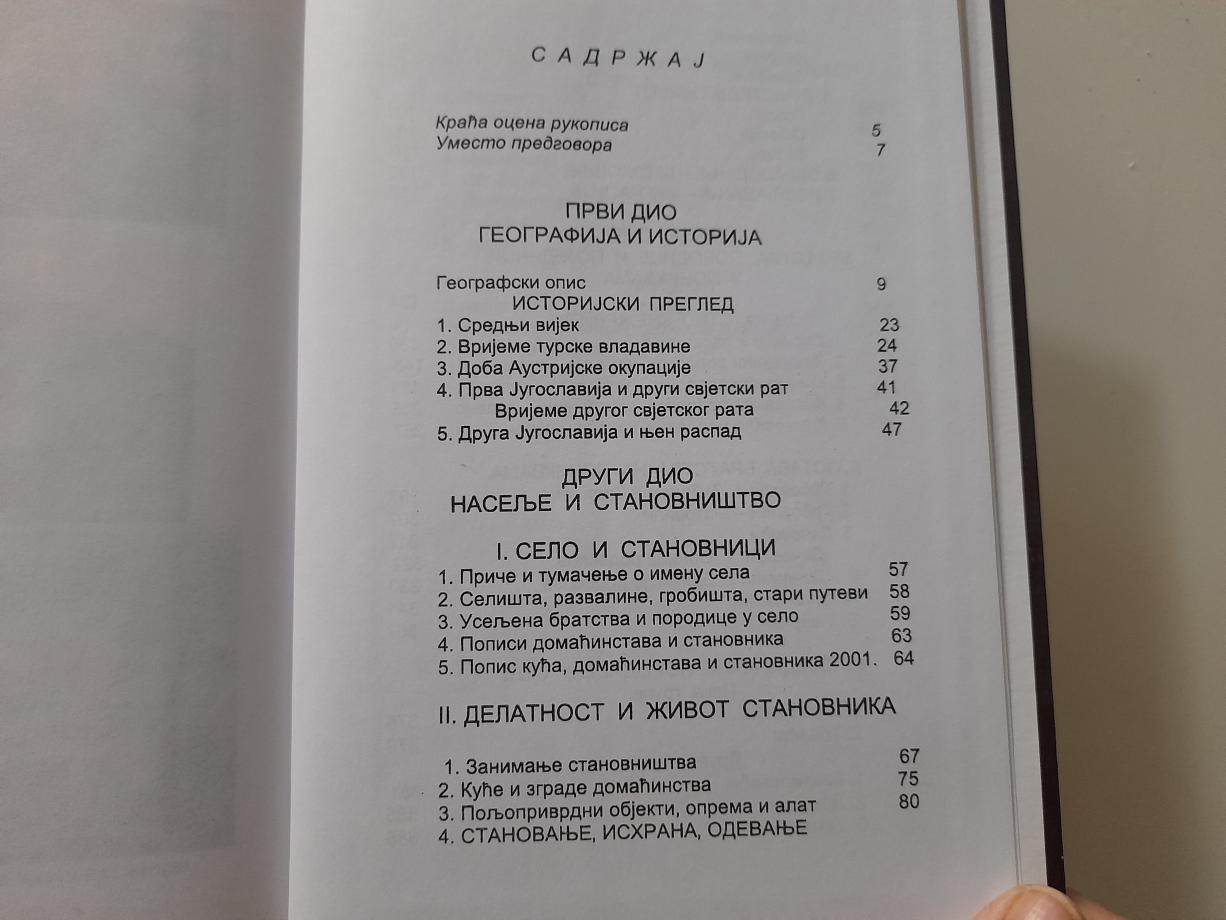 САДРЖАЈ
Краћа оцена рукописа 5
Уместо предговора 7
ПРВИ ДИО
ГЕОГРАФИЈА И ИСТОРИЈА
Географски опис 9
ИСТОРИЈСКИ ПРЕГЛЕД
1. Средњи вијек 23
2. Вријеме турске владавине 24
3. Доба Аустријске окупације 37
4. Прва Југославија и други свјетски рат 41
Вријеме другог свјетског рата 42
5. Друга Југославија и њен распад 47
ДРУГИ ДИО
НАСЕЉЕ И СТАНОВНИШТВО
I. СЕЛО И СТАНОВНИЦИ
1. Приче и тумачење о имену села 57
2. Селишта, развалине, гробишта, стари путеви 58
3. Усељена братства и породице у село 59
4. Пописи домаћинстава и становника 63
5. Попис кућа, домаћинстава и становника 2001. 64
II. ДЕЛАТНОСТ И ЖИВОТ СТАНОВНИКА
1. Занимање становништва 67
2. Куће и зграде домаћинства 75
3. Пољоприврдни објекти, опрема и алат 80
4. СТАНОВАЊЕ, ИСХРАНА, ОДЕВАЊЕ